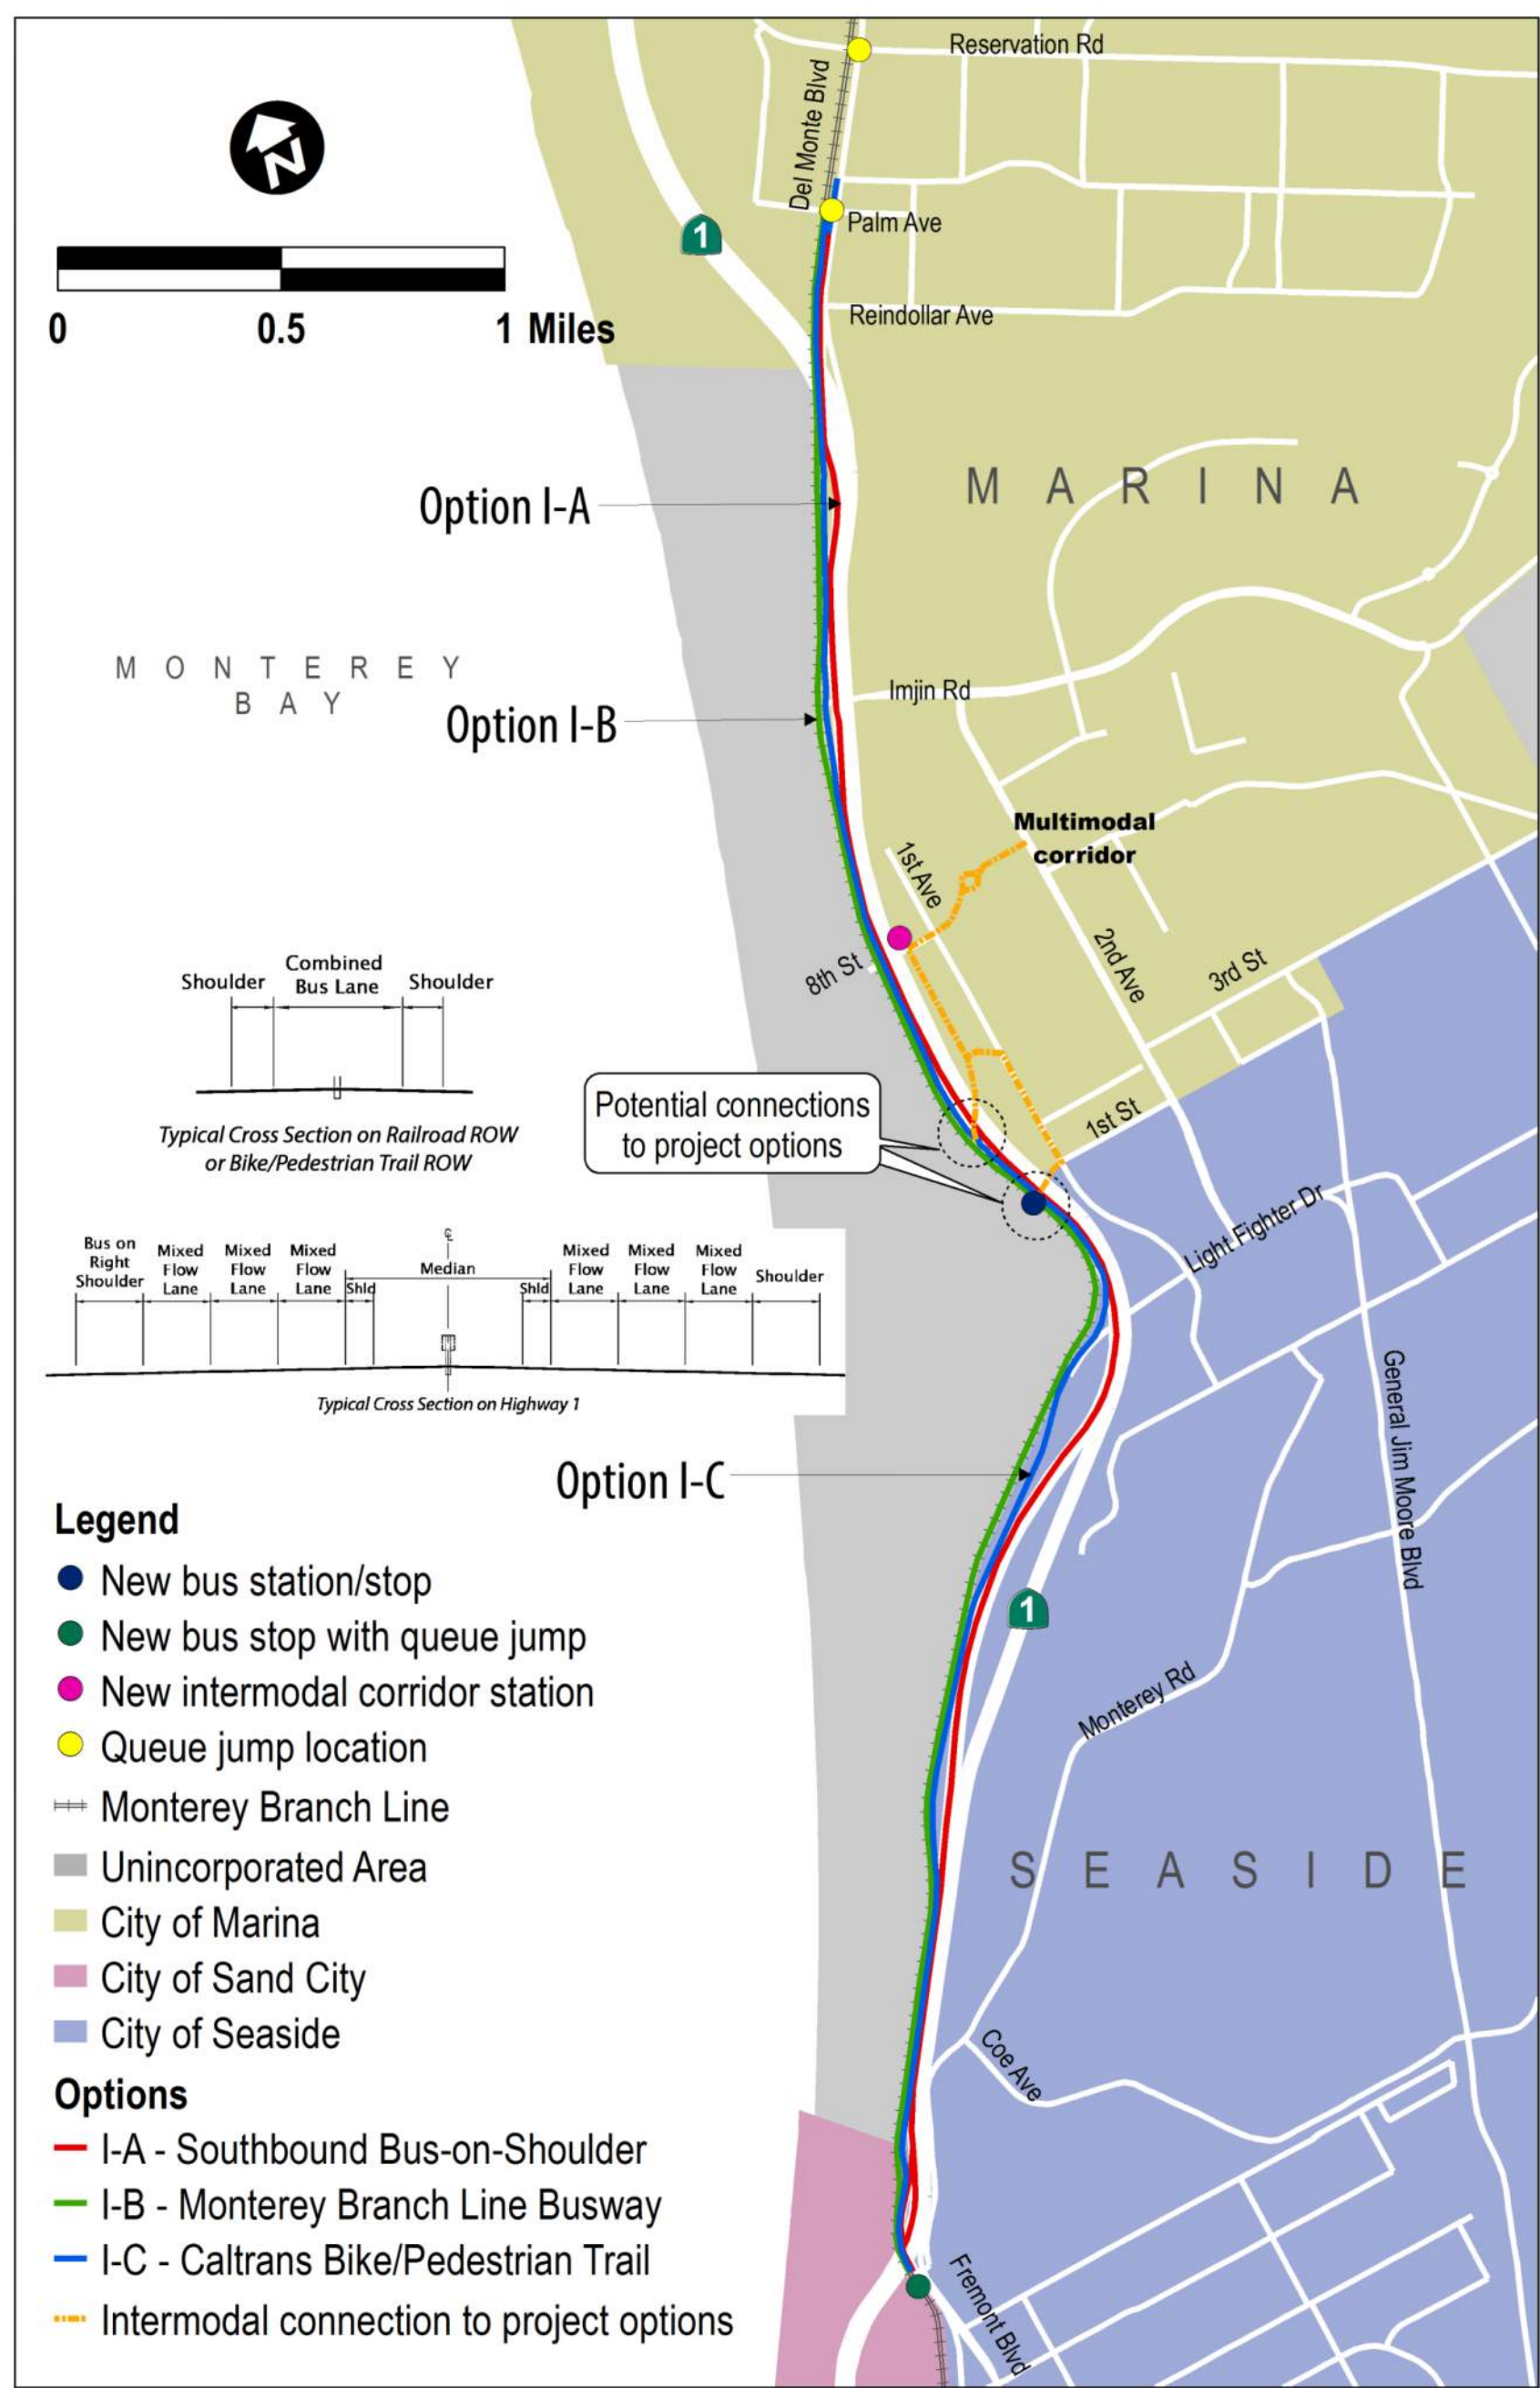 N
0 0.5 1 Miles
Reservation Rd
Del Monte Blvd
Palm Ave
1
Reindollar Ave
Option I-A
M A R I N A
M O N T E R E Y
B A Y
Option I-B
Imjin Rd
Multimodal
corridor
1st Ave
2nd Ave
3rd St
8th St
Shoulder
Combined
Bus Lane
Shoulder
Typical Cross Section on Railroad ROW
or Bike/Pedestrian Trail ROW
Potential connections
to project options
1st St
Light Fighter Dr
Bus on
Right
Shoulder
Mixed
Flow
Lane
Mixed
Flow
Lane
Mixed
Flow
Lane
Shld
Median
Shld
Mixed
Flow
Lane
Mixed
Flow
Lane
Mixed
Flow
Lane
Shoulder
Typical Cross Section on Highway 1
General Jim Moore Blvd
Option I-C
1
Monterey Rd
S E A S I D E
Coe Ave
Fremont Blvd
Legend
New bus station/stop
New bus stop with queue jump
New intermodal corridor station
Queue jump location
Monterey Branch Line
Unincorporated Area
City of Marina
City of Sand City
City of Seaside
Options
I-A - Southbound Bus-on-Shoulder
I-B - Monterey Branch Line Busway
I-C - Caltrans Bike/Pedestrian Trail
Intermodal connection to project options